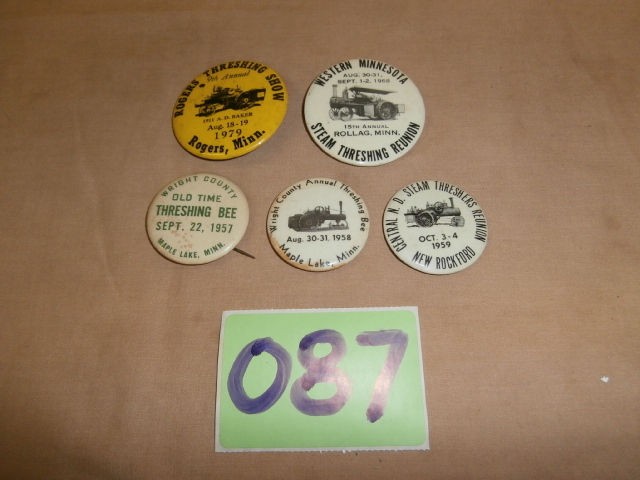 ROGERS THRESHING SHOW
9th Annual
1911 A. D. BAKER
Aug. 18-19
1979
Rogers, Minn.
WESTERN MINNESOTA
AUG. 30-31,
SEPT. 1-2, 1968
15TH ANNUAL
ROLLAG, MINN.
STEAM THRESHING REUNION
WRIGHT COUNTY
OLD TIME
THRESHING BEE
SEPT. 22, 1957
MAPLE LAKE, MINN.
Wright County Annual Threshing Bee
Aug. 30-31, 1958
Maple Lake, Minn.
CENTRAL N. D. STEAM THRESHERS REUNION
OCT. 3-4
1959
NEW ROCKFORD
087